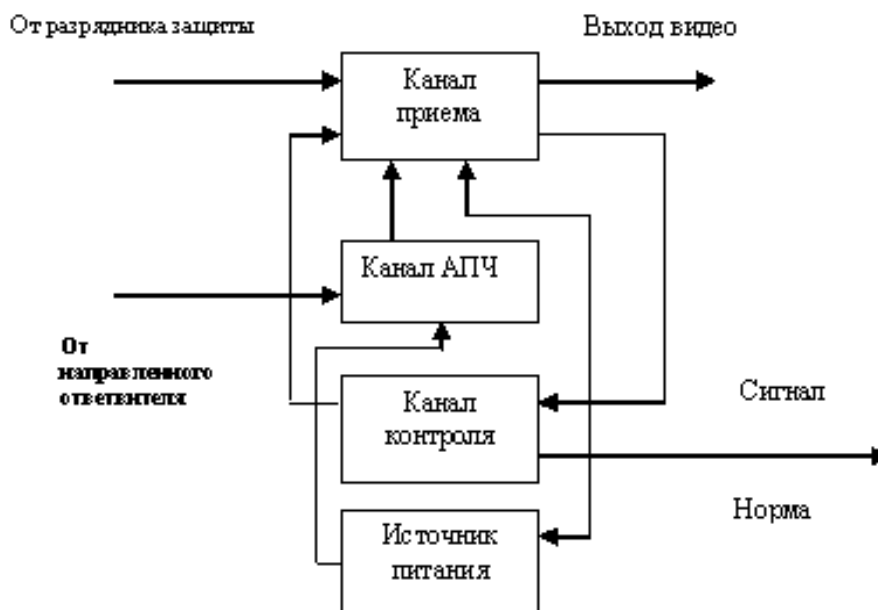 От разрядника защиты
Выход видео
Канал
приема
Канал АПЧ
От
направленного
ответвителя
Канал
контроля
Сигнал
Норма
Источник
питания